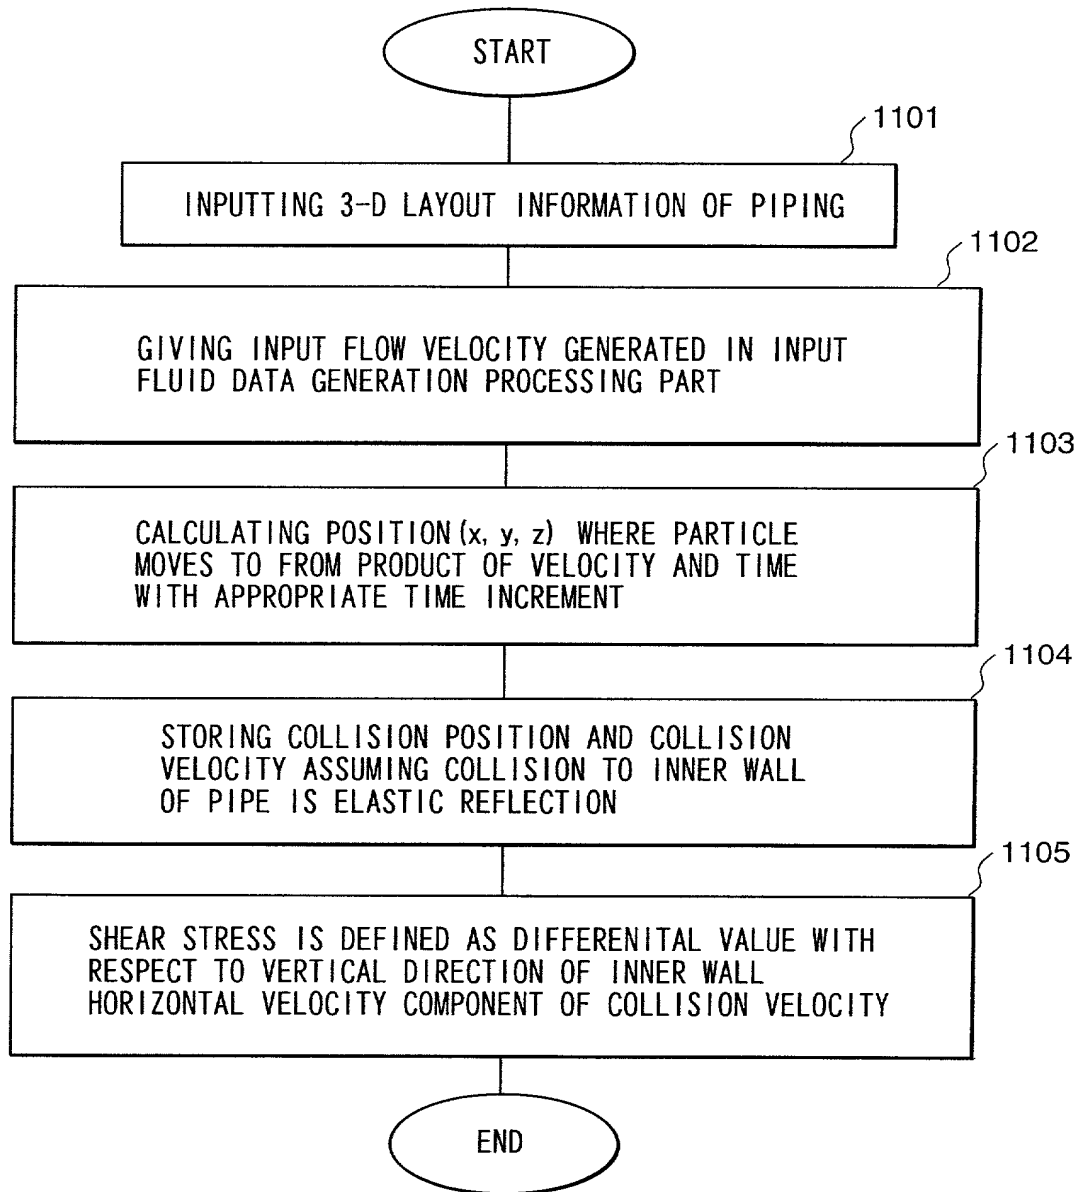 START
1101
INPUTTING 3-D LAYOUT INFORMATION OF PIPING
1102
GIVING INPUT FLOW VELOCITY GENERATED IN INPUT
FLUID DATA GENERATION PROCESSING PART
1103
CALCULATING POSITION(x, y, z) WHERE PARTICLE
MOVES TO FROM PRODUCT OF VELOCITY AND TIME
WITH APPROPRIATE TIME INCREMENT
1104
STORING COLLISION POSITION AND COLLISION
VELOCITY ASSUMING COLLISION TO INNER WALL
OF PIPE IS ELASTIC REFLECTION
1105
SHEAR STRESS IS DEFINED AS DIFFERENITAL VALUE WITH
RESPECT TO VERTICAL DIRECTION OF INNER WALL
HORIZONTAL VELOCITY COMPONENT OF COLLISION VELOCITY
END